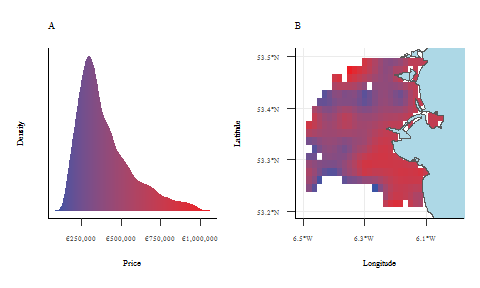 A
Density
€250,000 €500,000 €750,000 €1,000,000
Price
B
Latitude
53.5°N
53.4°N
53.3°N
53.2°N
6.5°W 6.3°W 6.1°W
Longitude